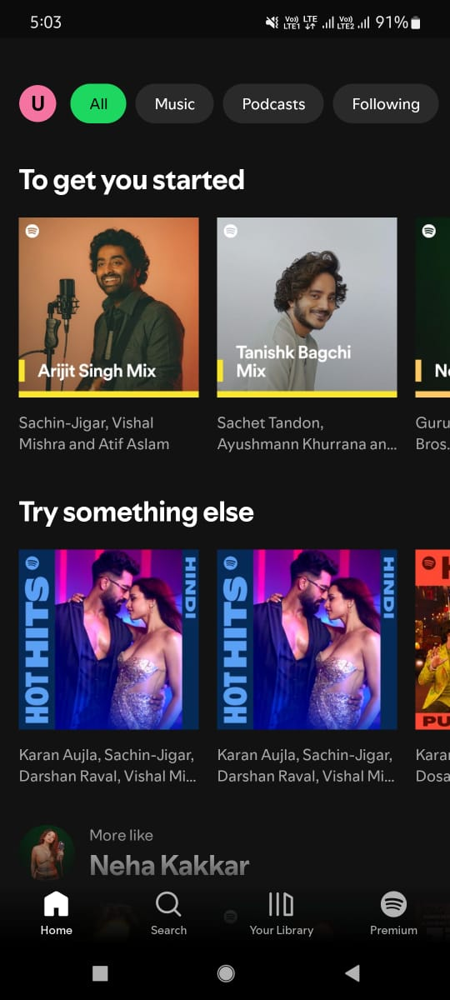 5:03
Vo)) LTE1 LTE Vo)) LTE2 91%
U All Music Podcasts Following
To get you started
Arijit Singh Mix
Tanishk Bagchi
Mix
Sachin-Jigar, Vishal
Mishra and Atif Aslam
Sachet Tandon,
Ayushmann Khurrana an...
Guru
Bros.
Try something else
HOT HITS
HINDI
HOT HITS
HINDI
PU
Karan Aujla, Sachin-Jigar,
Darshan Raval, Vishal Mi...
Karan Aujla, Sachin-Jigar,
Darshan Raval, Vishal Mi...
Karan
Dosa
More like
Neha Kakkar
Home Search Your Library Premium